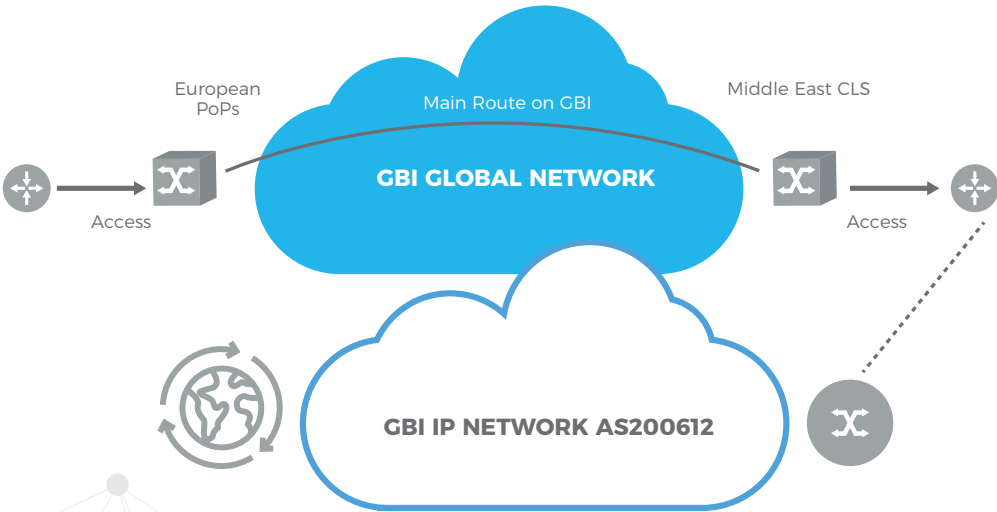 European
PoPs
Main Route on GBI
Middle East CLS
GBI GLOBAL NETWORK
Access
Access
GBI IP NETWORK AS200612